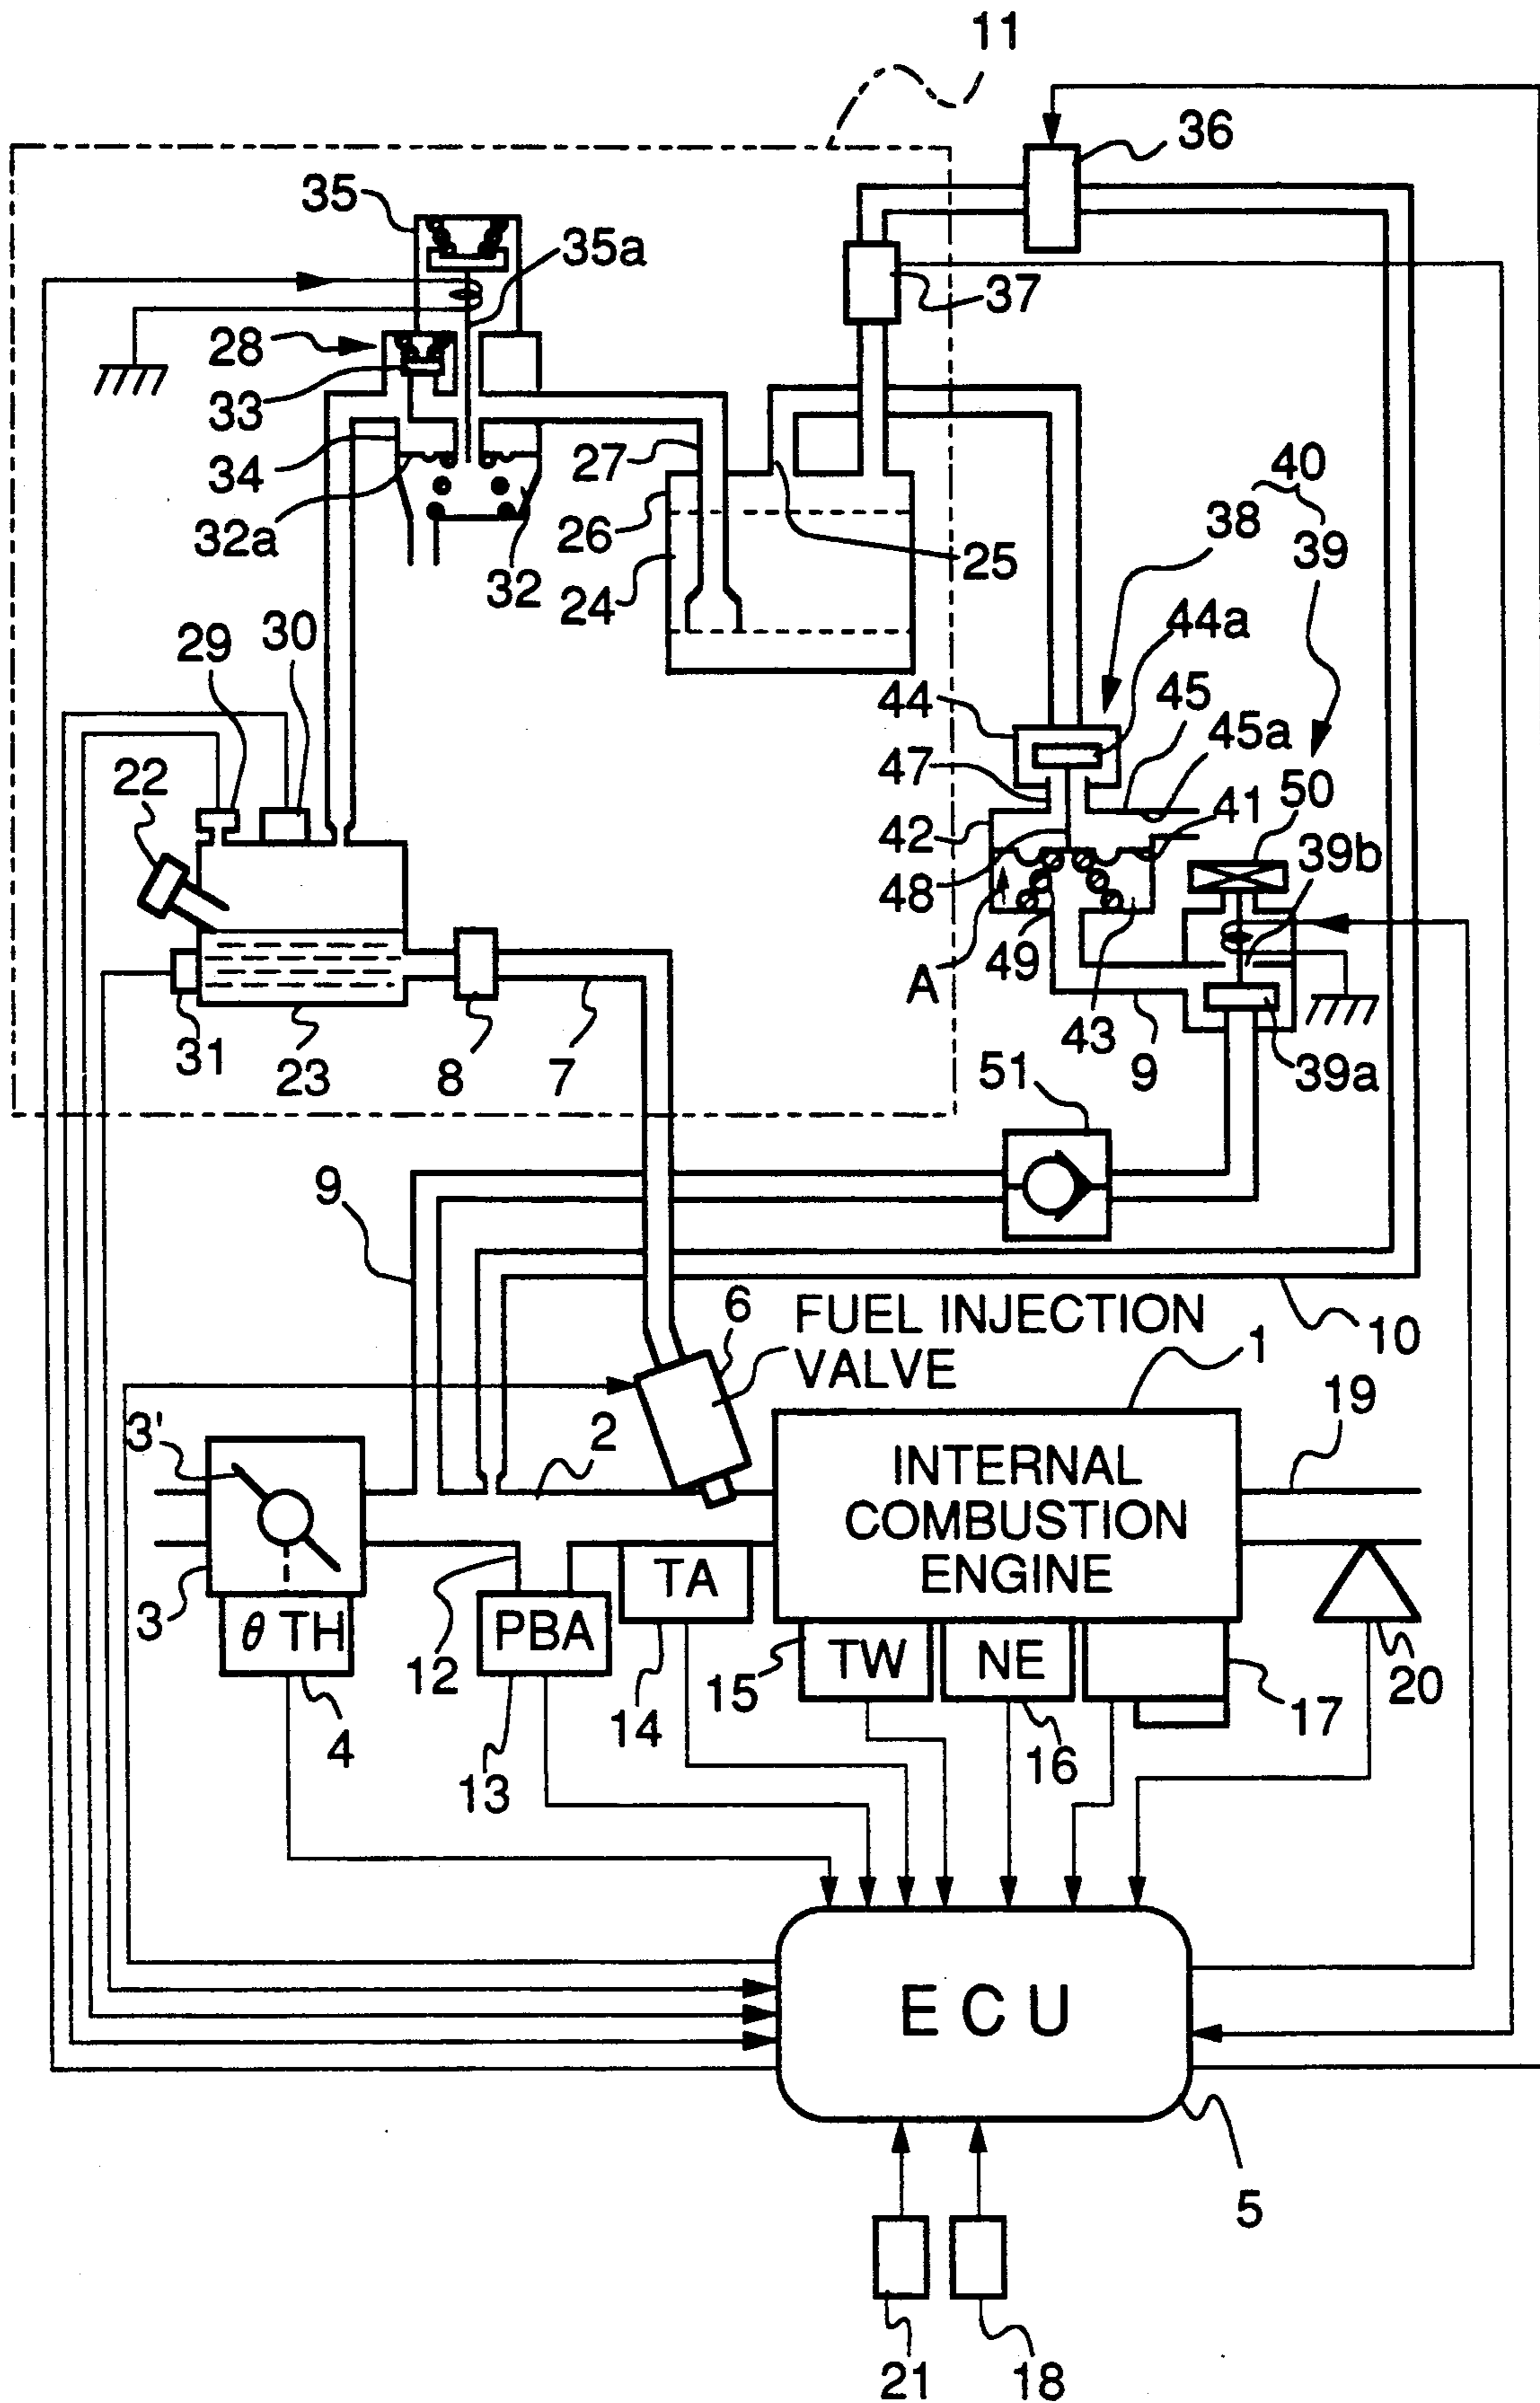 11
36
35
35a
37
28
33
34
32a
32
27
26
24
25
40
38
39
29
30
44a
44
45
45a
47
22
42
41
50
39b
48
49
A
43
9
39a
31
23
8
7
51
9
6
FUEL INJECTION
VALVE
10
1
19
3'
2
INTERNAL
COMBUSTION
ENGINE
3
θ TH
PBA
TA
TW
NE
12
15
20
4
13
14
16
17
ECU
5
21
18